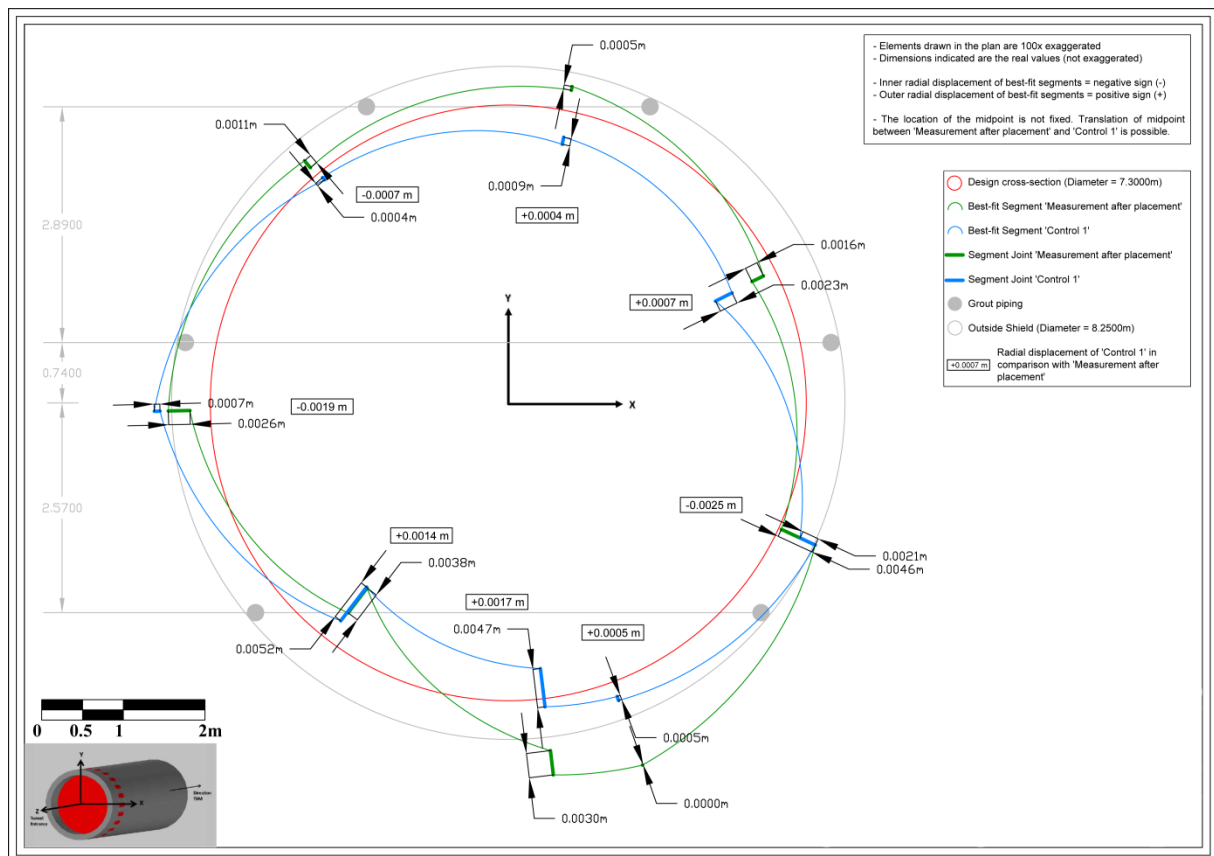 0.0005m
- Elements drawn in the plan are 100x exaggerated
- Dimensions indicated are the real values (not exaggerated)
- Inner radial displacement of best-fit segments = negative sign (-)
- Outer radial displacement of best-fit segments = positive sign (+)
- The location of the midpoint is not fixed. Translation of midpoint
between 'Measurement after placement' and 'Control 1' is possible.
0.0011m
-0.0007 m
0.0004m
0.0009m
+0.0004 m
2.8900
Design cross-section (Diameter = 7.3000m)
Best-fit Segment 'Measurement after placement'
Best-fit Segment 'Control 1'
Segment Joint 'Measurement after placement'
Segment Joint 'Control 1'
Grout piping
Outside Shield (Diameter = 8.2500m)
+0.0007 m
Radial displacement of 'Control 1' in
comparison with 'Measurement after
placement'
0.0016m
0.0023m
+0.0007 m
Y
X
0.7400
0.0007m
-0.0019 m
0.0026m
2.5700
-0.0025 m
0.0021m
0.0046m
+0.0014 m
0.0038m
0.0052m
+0.0017 m
0.0047m
+0.0005 m
0.0005m
0.0000m
0.0030m
0 0.5 1 2m
Y
X
Z
Tunnel
Entrance
Direction
TBM